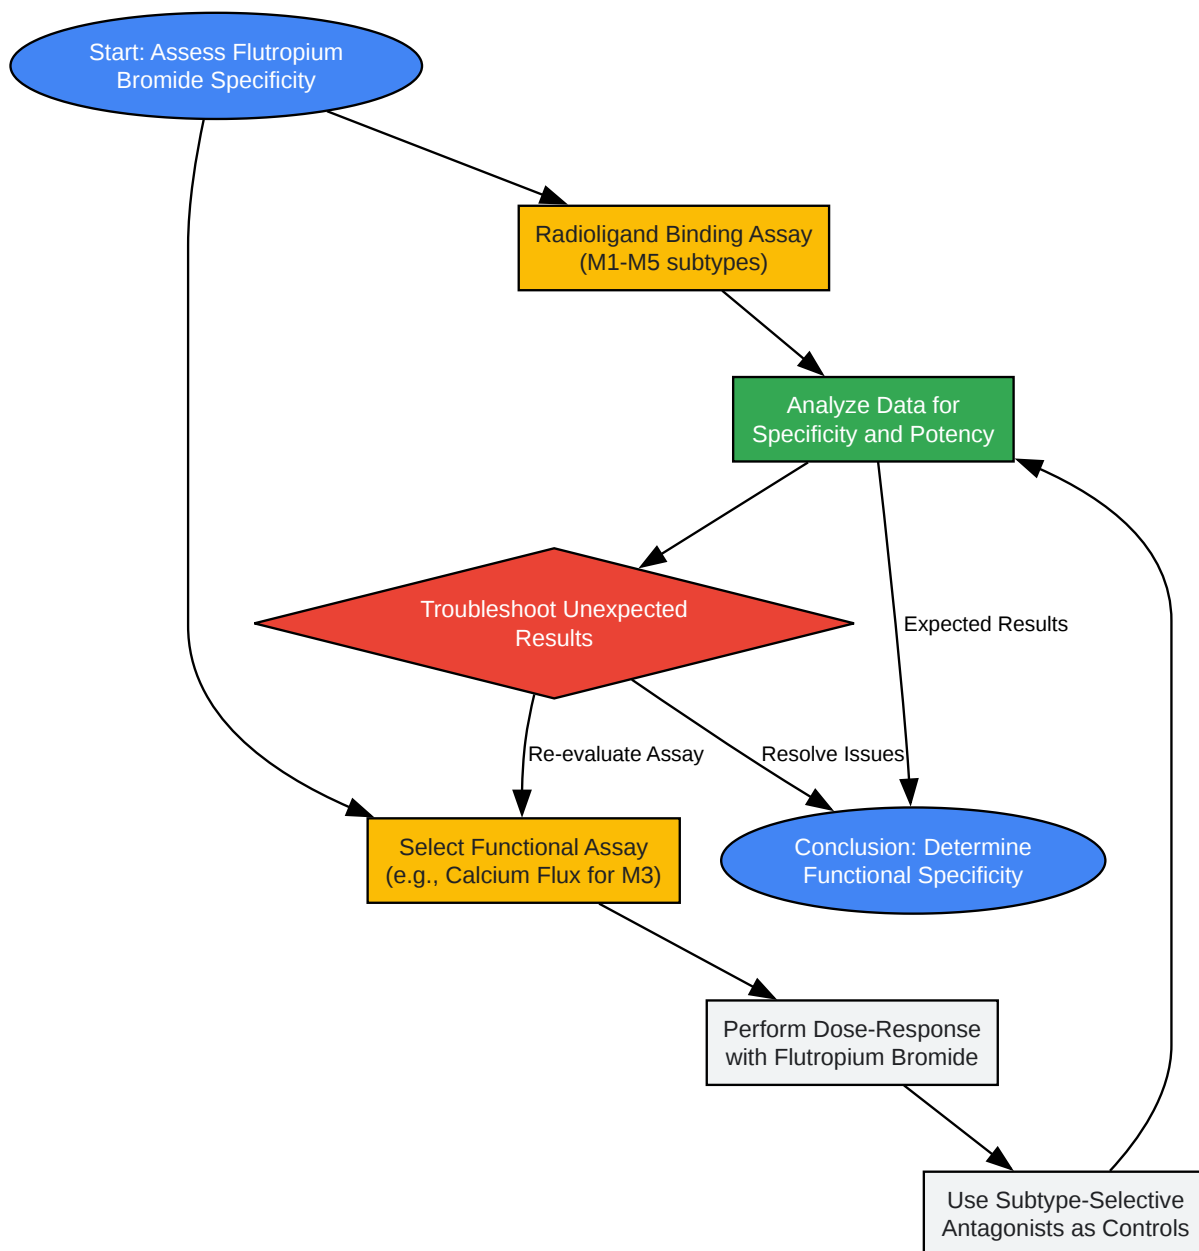 Start: Assess Flutropium
Bromide Specificity
Radioligand Binding Assay
(M1-M5 subtypes)
Analyze Data for
Specificity and Potency
Troubleshoot Unexpected
Results
Expected Results
Re-evaluate Assay
Resolve Issues
Select Functional Assay
(e.g., Calcium Flux for M3)
Conclusion: Determine
Functional Specificity
Perform Dose-Response
with Flutropium Bromide
Use Subtype-Selective
Antagonists as Controls